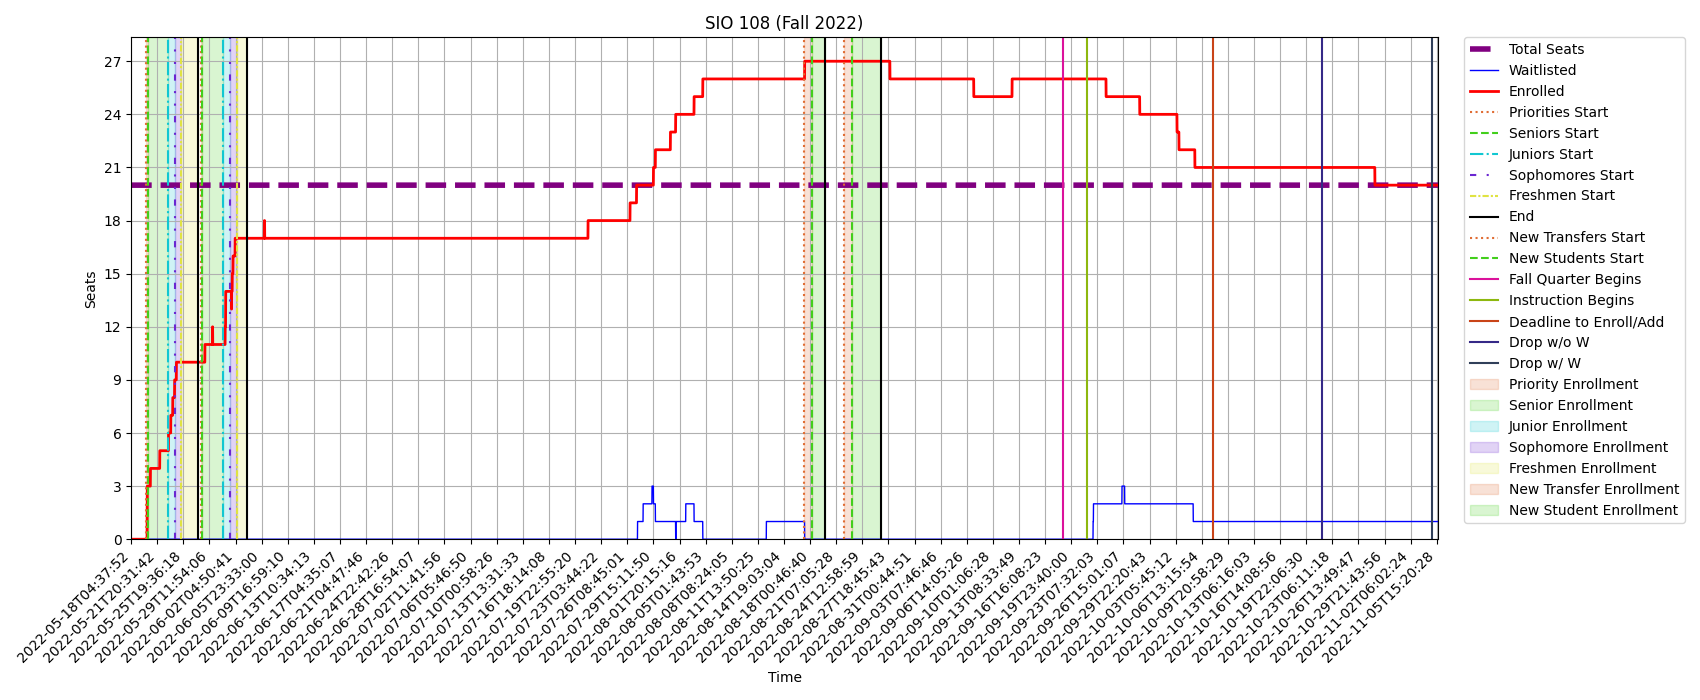 SIO 108 (Fall 2022)
Seats
27
24
21
18
15
12
9
6
3
0
2022-05-18T04:37:52
2022-05-21T20:31:42
2022-05-25T19:36:18
2022-05-29T11:54:06
2022-06-02T04:50:41
2022-06-05T23:33:00
2022-06-09T16:59:10
2022-06-13T10:34:13
2022-06-17T04:35:07
2022-06-21T04:47:46
2022-06-24T22:42:26
2022-06-28T16:54:07
2022-07-02T11:41:56
2022-07-06T05:46:50
2022-07-10T00:58:26
2022-07-13T13:31:33
2022-07-16T18:14:08
2022-07-19T22:55:20
2022-07-23T03:44:22
2022-07-26T08:45:01
2022-07-29T15:11:50
2022-08-01T20:15:16
2022-08-05T01:43:53
2022-08-08T08:24:05
2022-08-11T13:50:25
2022-08-14T19:03:04
2022-08-18T00:46:40
2022-08-21T07:05:28
2022-08-24T12:58:59
2022-08-27T18:45:43
2022-08-31T00:44:51
2022-09-03T07:46:46
2022-09-06T14:05:26
2022-09-10T01:06:28
2022-09-13T08:33:49
2022-09-16T16:08:23
2022-09-19T23:40:00
2022-09-23T07:32:03
2022-09-26T15:01:07
2022-09-29T22:20:43
2022-10-03T05:45:12
2022-10-06T13:15:54
2022-10-09T20:58:29
2022-10-13T06:16:03
2022-10-16T14:08:56
2022-10-19T22:06:30
2022-10-23T06:11:18
2022-10-26T13:49:47
2022-10-29T21:43:56
2022-11-02T06:02:24
2022-11-05T15:20:28
Time
Total Seats
Waitlisted
Enrolled
Priorities Start
Seniors Start
Juniors Start
Sophomores Start
Freshmen Start
End
New Transfers Start
New Students Start
Fall Quarter Begins
Instruction Begins
Deadline to Enroll/Add
Drop w/o W
Drop w/ W
Priority Enrollment
Senior Enrollment
Junior Enrollment
Sophomore Enrollment
Freshmen Enrollment
New Transfer Enrollment
New Student Enrollment